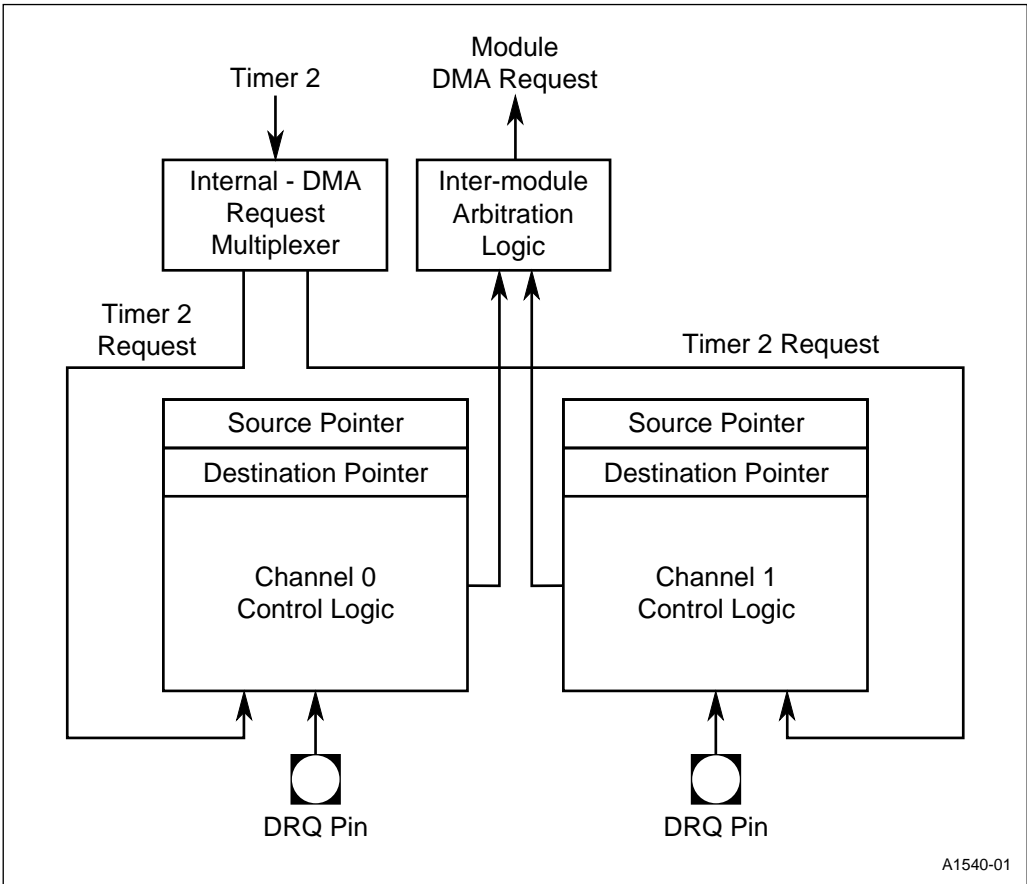 Timer 2
Module
DMA Request
Internal - DMA
Request
Multiplexer
Inter-module
Arbitration
Logic
Timer 2
Request
Timer 2 Request
Source Pointer
Destination Pointer
Channel 0
Control Logic
Source Pointer
Destination Pointer
Channel 1
Control Logic
DRQ Pin
DRQ Pin
A1540-01